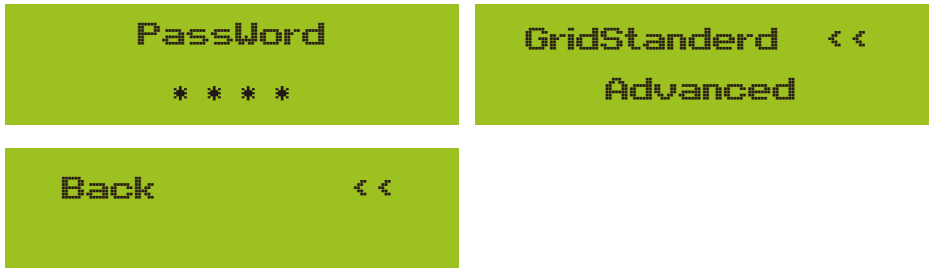 PassWord
* * * *
GridStanderd < <
Advanced
Back < <